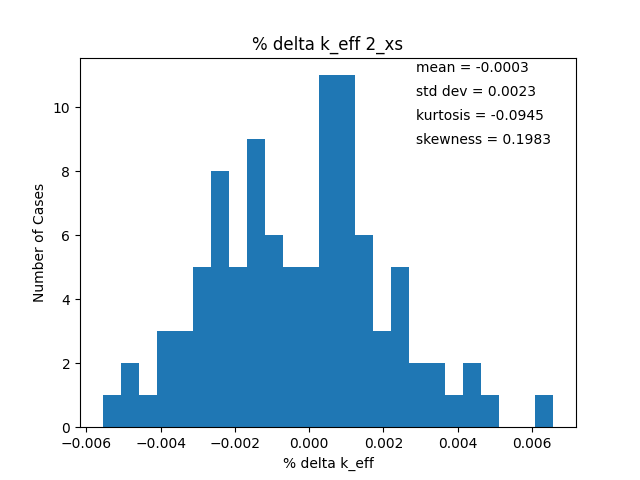 % delta k_eff 2_xs
mean = -0.0003
std dev = 0.0023
kurtosis = -0.0945
skewness = 0.1983
10
8
6
4
2
0
Number of Cases
−0.006 −0.004 −0.002 0.000 0.002 0.004 0.006
% delta k_eff